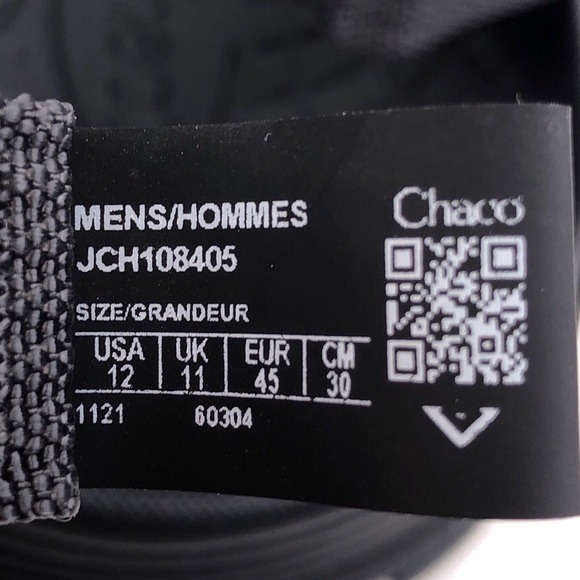 MENS/HOMMES
JCH108405
Chaco
SIZE/GRANDEUR
USA UK EUR CM
12 11 45 30
1121 60304